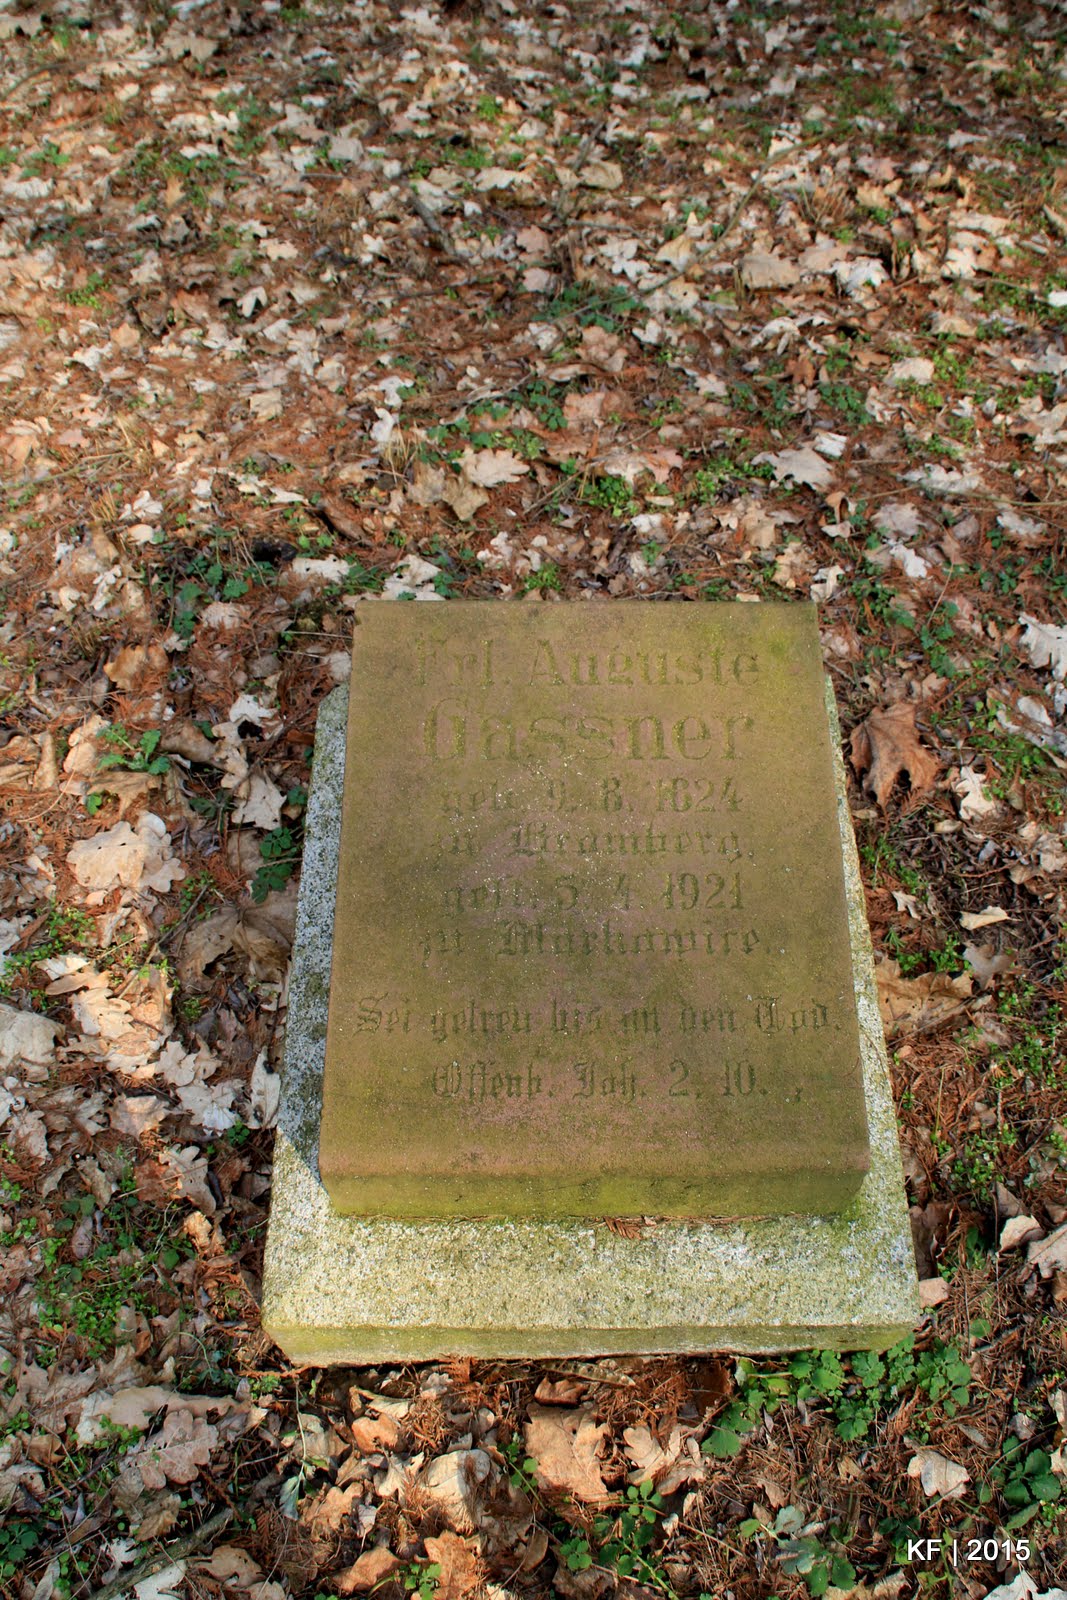 Frl. Auguste
Gassner
geb. 9. 8. 1824
zu Bromberg.
gest. 5. 4. 1921
zu Markowice.
Sei getreu bis an den Tod.
Offenb. Joh. 2. 10.
KF | 2015